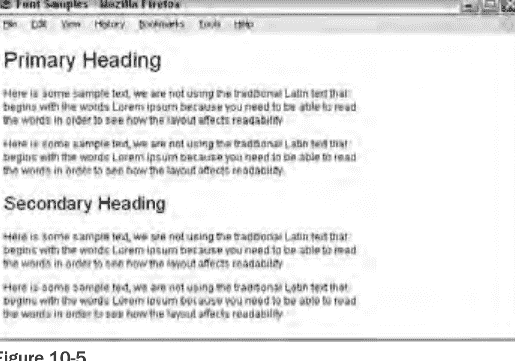 Font Samples - Mozilla Firefox
File Edit View History Bookmarks Tools Help
Primary Heading
Here is some sample text, we are not using the traditional Latin text that
begins with the words Lorem ipsum because you need to be able to read
the words in order to see how the layout affects readability.
Here is some sample text, we are not using the traditional Latin text that
begins with the words Lorem ipsum because you need to be able to read
the words in order to see how the layout affects readability.
Secondary Heading
Here is some sample text, we are not using the traditional Latin text that
begins with the words Lorem ipsum because you need to be able to read
the words in order to see how the layout affects readability.
Here is some sample text, we are not using the traditional Latin text that
begins with the words Lorem ipsum because you need to be able to read
the words in order to see how the layout affects readability.
Figure 10-5